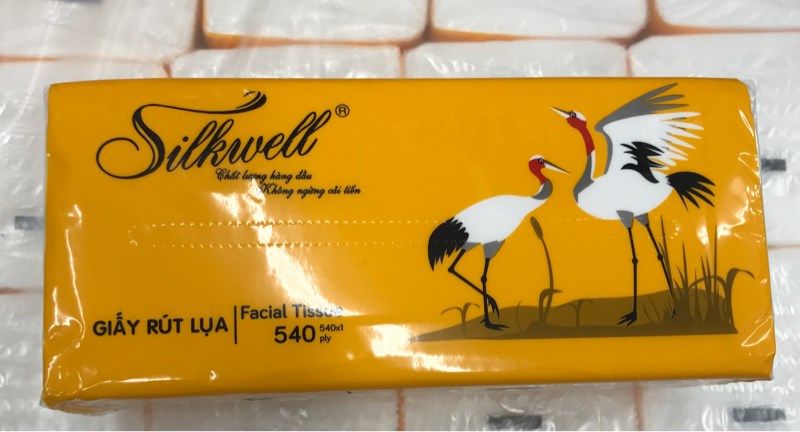 Silkwell®
Chất lượng hàng đầu
Không ngừng cải tiến
GIẤY RÚT LỤA
Facial Tissue
540 540x1
ply